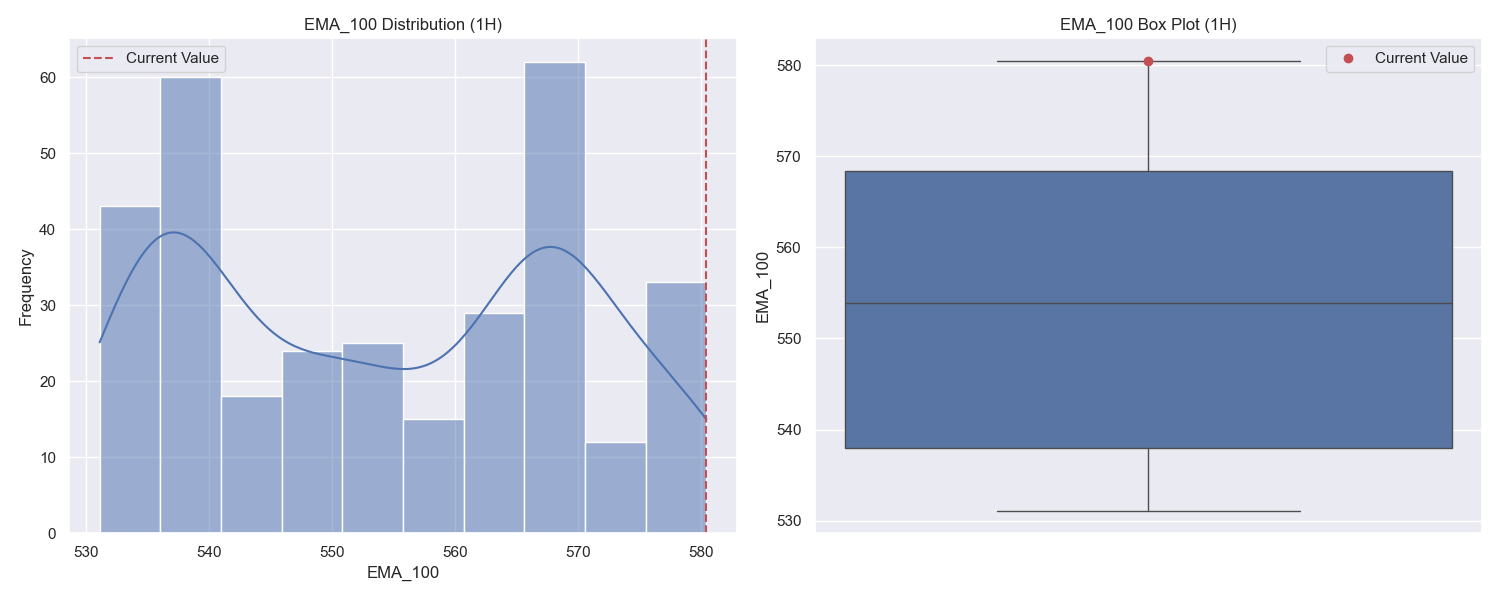 EMA_100 Distribution (1H)
Current Value
Frequency
60
50
40
30
20
10
0
530 540 550 560 570 580
EMA_100
EMA_100 Box Plot (1H)
Current Value
EMA_100
580
570
560
550
540
530